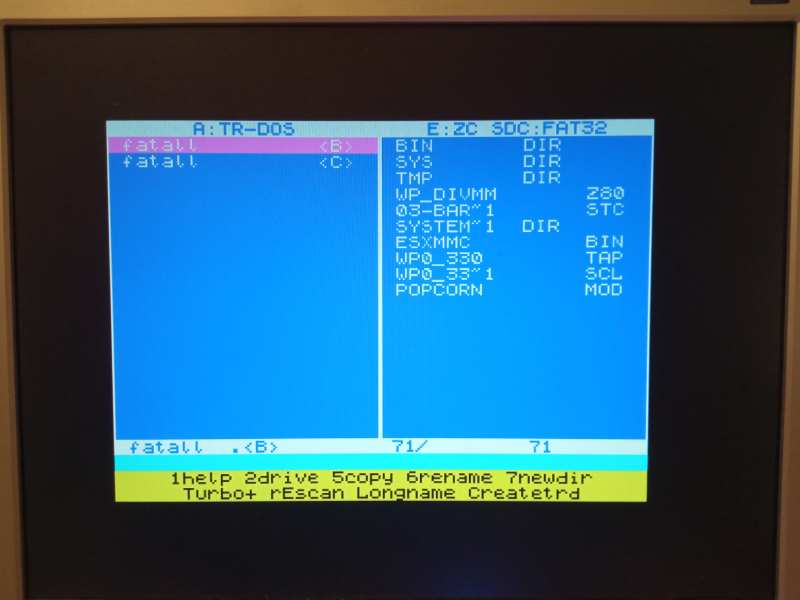 A:TR-DOS
fatall <B>
fatall <C>
E:ZC SDC:FAT32
BIN DIR
SYS DIR
TMP DIR
WP_DIVMM Z80
03-BAR~1 STC
SYSTEM~1 DIR
ESXMMC BIN
WP0_330 TAP
WP0_33~1 SCL
POPCORN MOD
fatall .<B> 71/ 71
1help 2drive 5copy 6rename 7newdir
Turbo+ rEscan Longname Createtrd